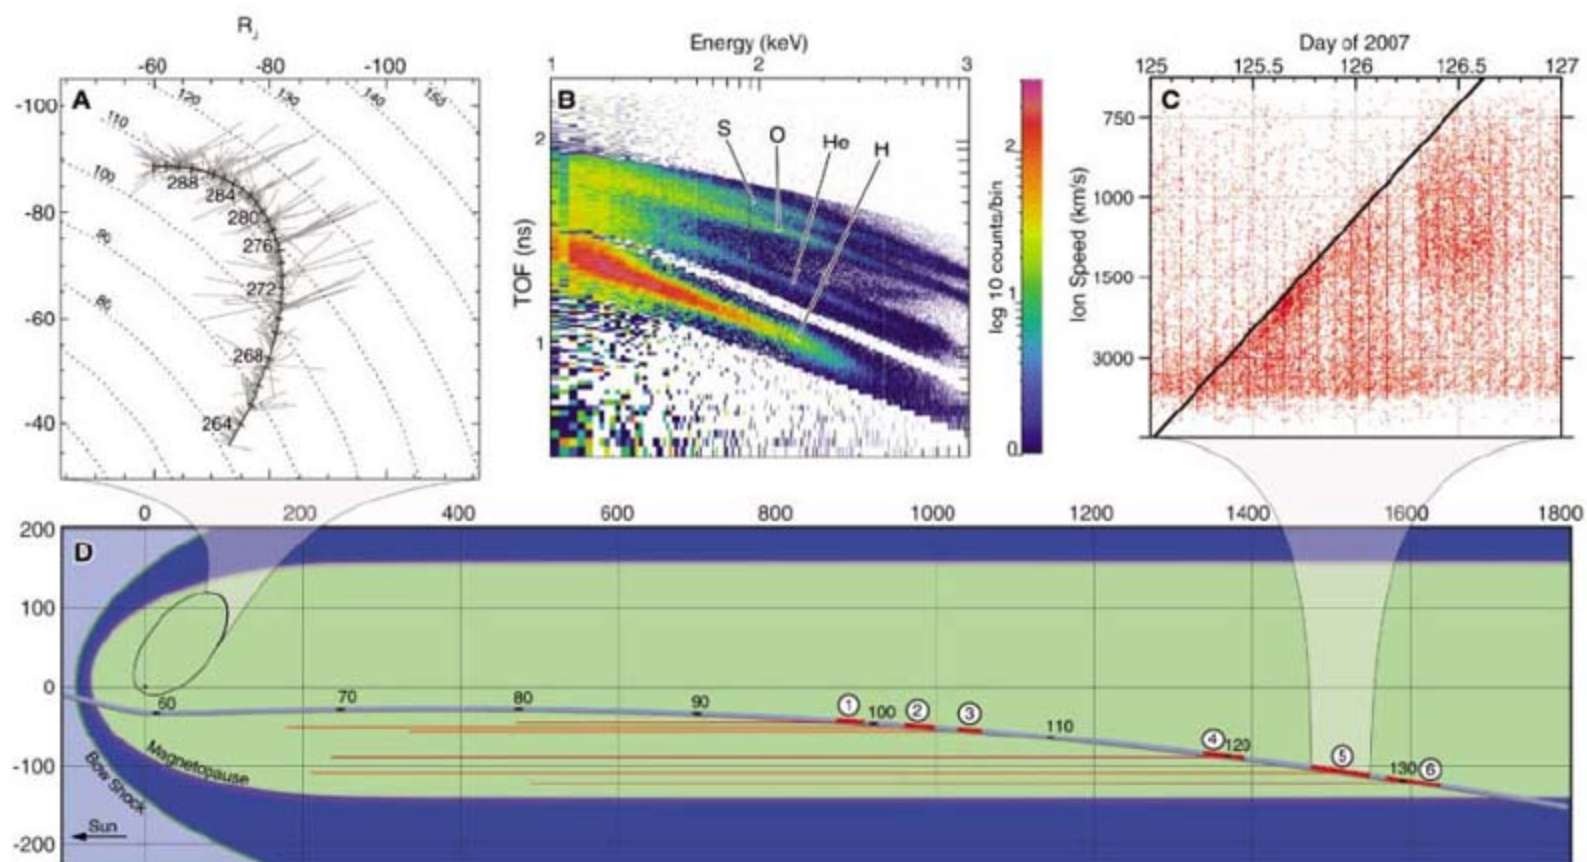 R_J
-60 -80 -100
A
-100
-80
-60
-40
110 120 130 140 150
100
90
85
288
284
280
276
272
268
264
Energy (keV)
1 2 3
B
TOF (ns)
2
1
S O He H
log 10 counts/bin
2
1
0
Day of 2007
125 125.5 126 126.5 127
C
Ion Speed (km/s)
750
1000
1500
3000
0 200 400 600 800 1000 1200 1400 1600 1800
D
200
100
0
-100
-200
60 70 80 90 1 100 2 3 110 4 120 5 130 6
Magnetopause
Bow Shock
Sun